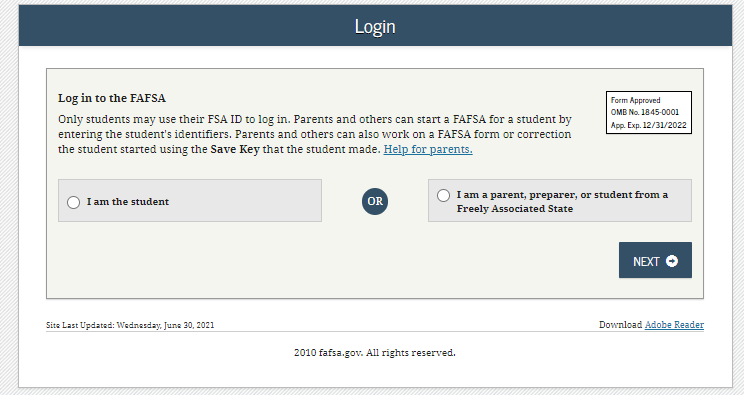 Login
Log in to the FAFSA
Form Approved
OMB No. 1845-0001
App. Exp. 12/31/2022
Only students may use their FSA ID to log in. Parents and others can start a FAFSA for a student by
entering the student's identifiers. Parents and others can also work on a FAFSA form or correction
the student started using the Save Key that the student made. Help for parents.
I am the student
OR
I am a parent, preparer, or student from a
Freely Associated State
NEXT
Site Last Updated: Wednesday, June 30, 2021
Download Adobe Reader
2010 fafsa.gov. All rights reserved.